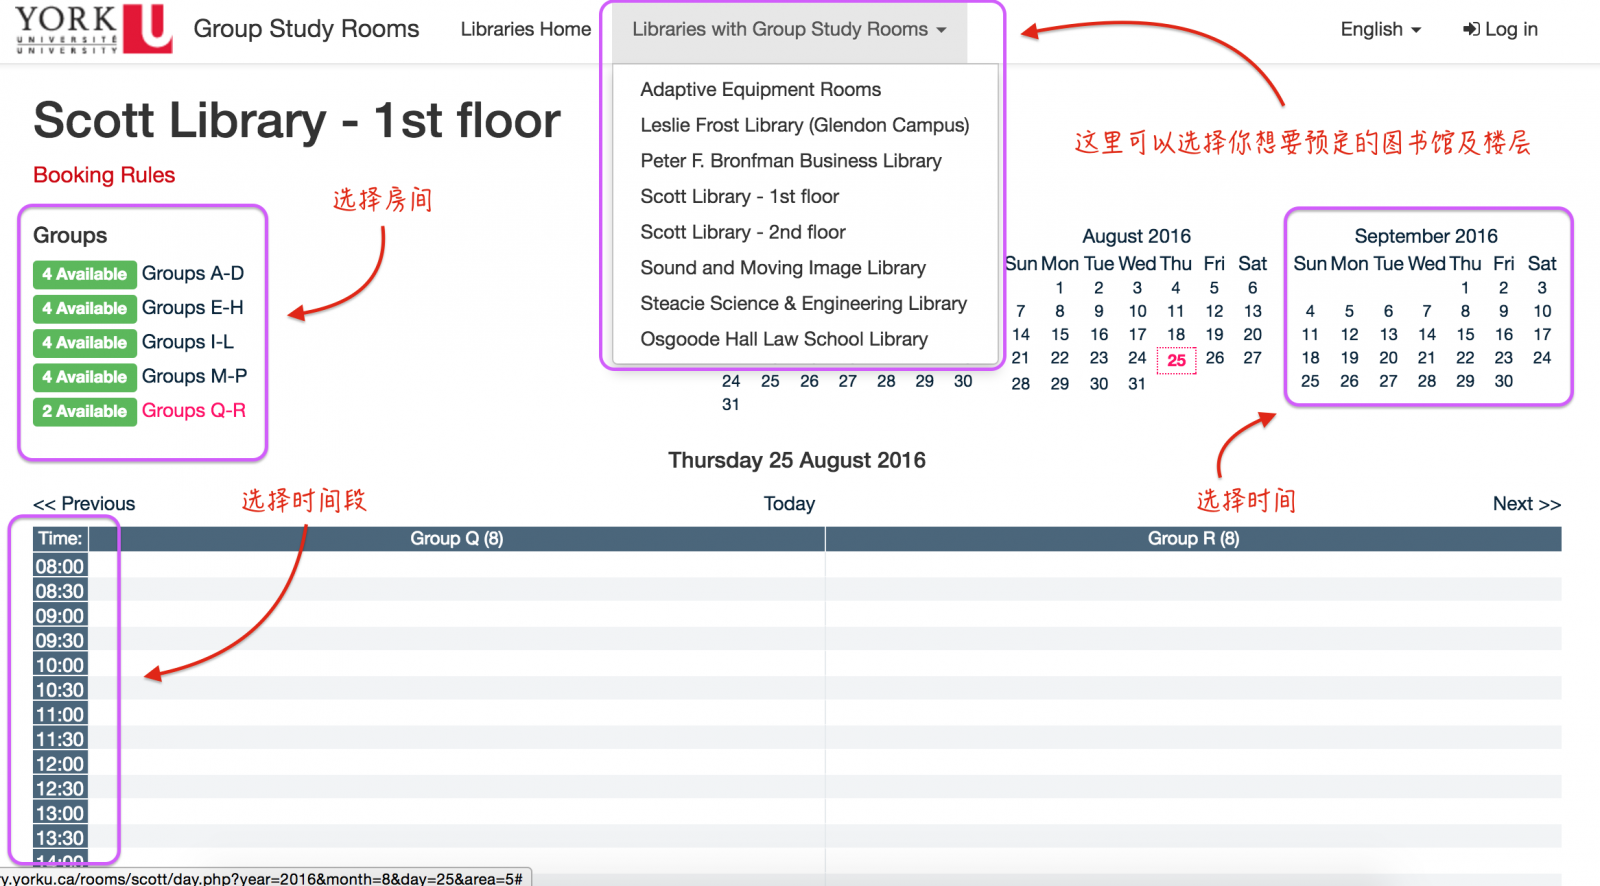 YORK U
UNIVERSITÉ
UNIVERSITY
Group Study Rooms
Libraries Home
Libraries with Group Study Rooms
English
Log in
Adaptive Equipment Rooms
Leslie Frost Library (Glendon Campus)
Peter F. Bronfman Business Library
Scott Library - 1st floor
Scott Library - 2nd floor
Sound and Moving Image Library
Steacie Science & Engineering Library
Osgoode Hall Law School Library
这里可以选择你想要预定的图书馆及楼层
Scott Library - 1st floor
Booking Rules
选择房间
Groups
4 Available Groups A-D
4 Available Groups E-H
4 Available Groups I-L
4 Available Groups M-P
2 Available Groups Q-R
24 25 26 27 28 29 30
31
August 2016
Sun Mon Tue Wed Thu Fri Sat
1 2 3 4 5 6
7 8 9 10 11 12 13
14 15 16 17 18 19 20
21 22 23 24 25 26 27
28 29 30 31
September 2016
Sun Mon Tue Wed Thu Fri Sat
1 2 3
4 5 6 7 8 9 10
11 12 13 14 15 16 17
18 19 20 21 22 23 24
25 26 27 28 29 30
Thursday 25 August 2016
<< Previous
选择时间段
Today
选择时间
Next >>
Time: Group Q (8) Group R (8)
08:00
08:30
09:00
09:30
10:00
10:30
11:00
11:30
12:00
12:30
13:00
13:30
14:00
ry.yorku.ca/rooms/scott/day.php?year=2016&month=8&day=25&area=5#